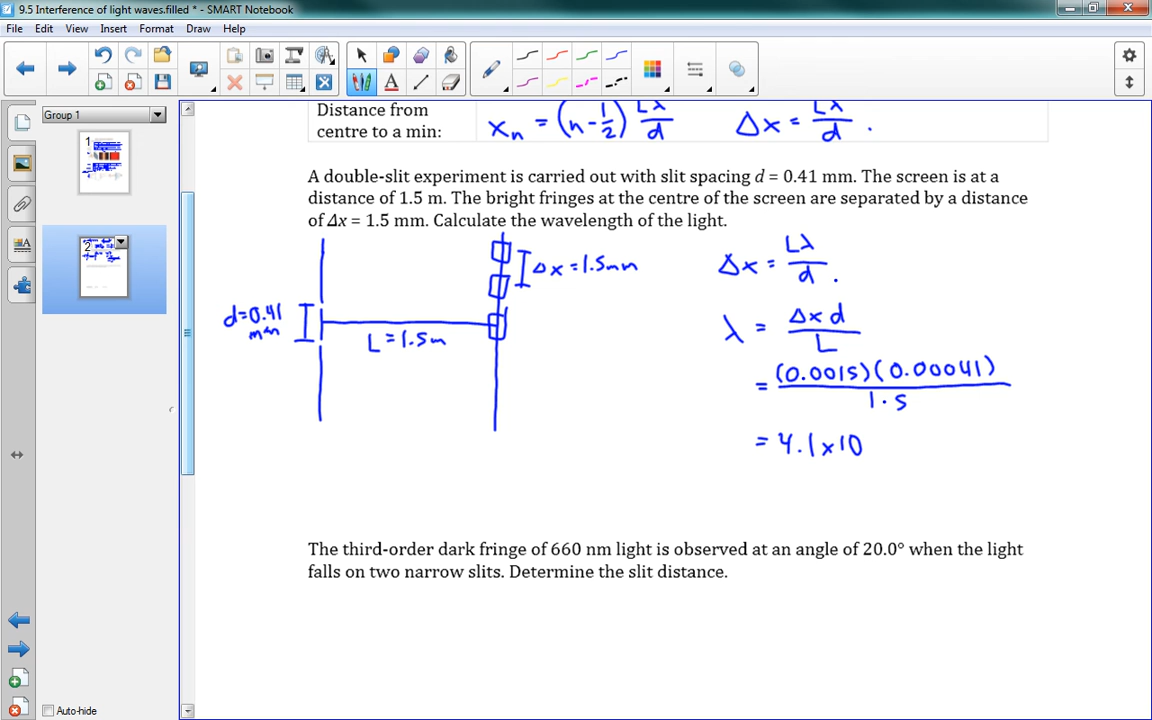 9.5 Interference of light waves.filled * - SMART Notebook
File Edit View Insert Format Draw Help
Group 1
1
2
Distance from
centre to a min:
xn = (n-1/2) Lλ/d
Δx = Lλ/d .
A double-slit experiment is carried out with slit spacing d = 0.41 mm. The screen is at a
distance of 1.5 m. The bright fringes at the centre of the screen are separated by a distance
of Δx = 1.5 mm. Calculate the wavelength of the light.
d=0.41
mm
L=1.5m
Δx=1.5mm
Δx = Lλ/d .
λ = Δx d/L
= (0.0015)(0.00041)/1.5
= 4.1x10
The third-order dark fringe of 660 nm light is observed at an angle of 20.0° when the light
falls on two narrow slits. Determine the slit distance.
Auto-hide